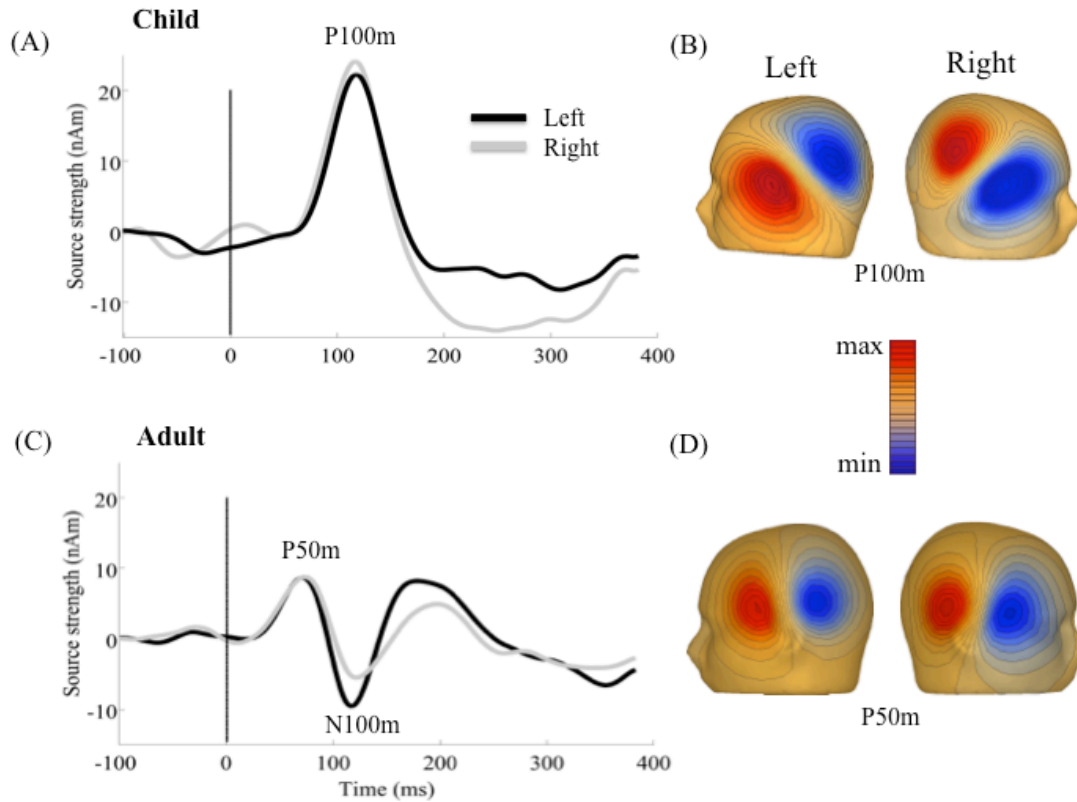 (A)
Child
P100m
Source strength (nAm)
20
10
0
-10
-100 0 100 200 300 400
Left
Right
(B)
Left Right
P100m
max
min
(C)
Adult
P50m
N100m
Source strength (nAm)
20
10
0
-10
-100 0 100 200 300 400
Time (ms)
(D)
P50m